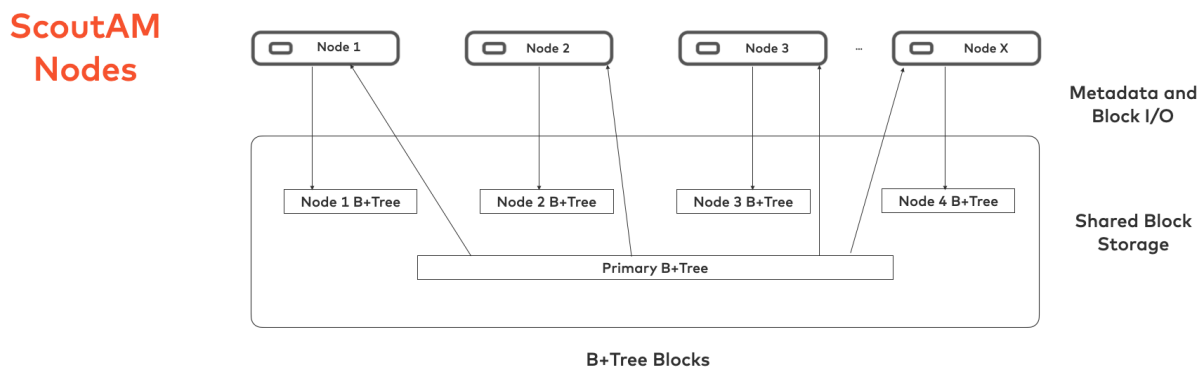 ScoutAM
Nodes
Node 1
Node 2
Node 3
...
Node X
Metadata and
Block I/O
Node 1 B+Tree
Node 2 B+Tree
Node 3 B+Tree
Node 4 B+Tree
Shared Block
Storage
Primary B+Tree
B+Tree Blocks